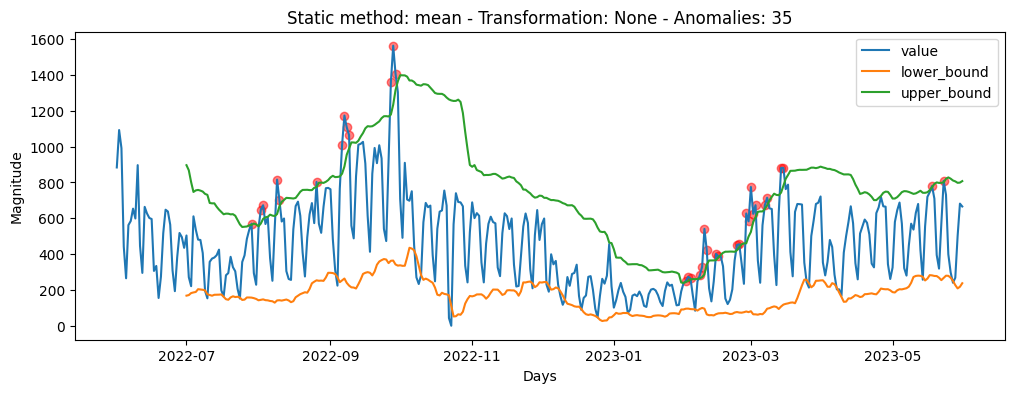 Static method: mean - Transformation: None - Anomalies: 35
1600
1400
1200
1000
800
600
400
200
0
Magnitude
value
lower_bound
upper_bound
2022-07
2022-09
2022-11
2023-01
2023-03
2023-05
Days